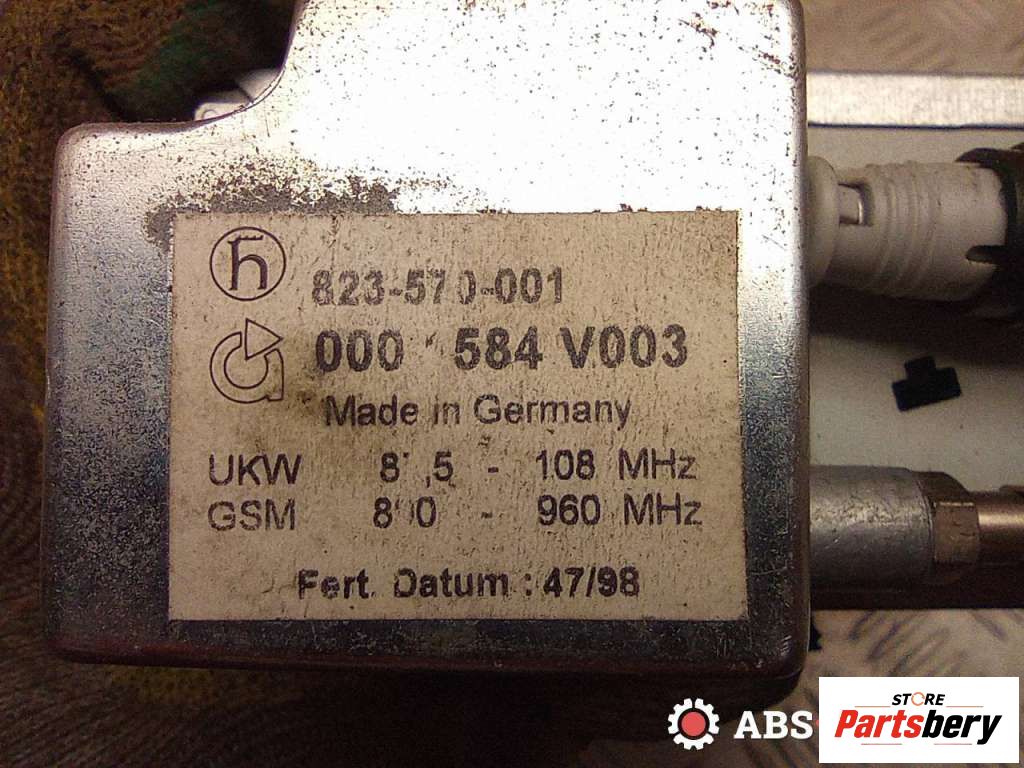 h 823-570-001
000 584 V003
Made in Germany
UKW - 108 MHz
GSM - 960 MHz
Fert. Datum : 47/98
ABS
STORE
Partsbery